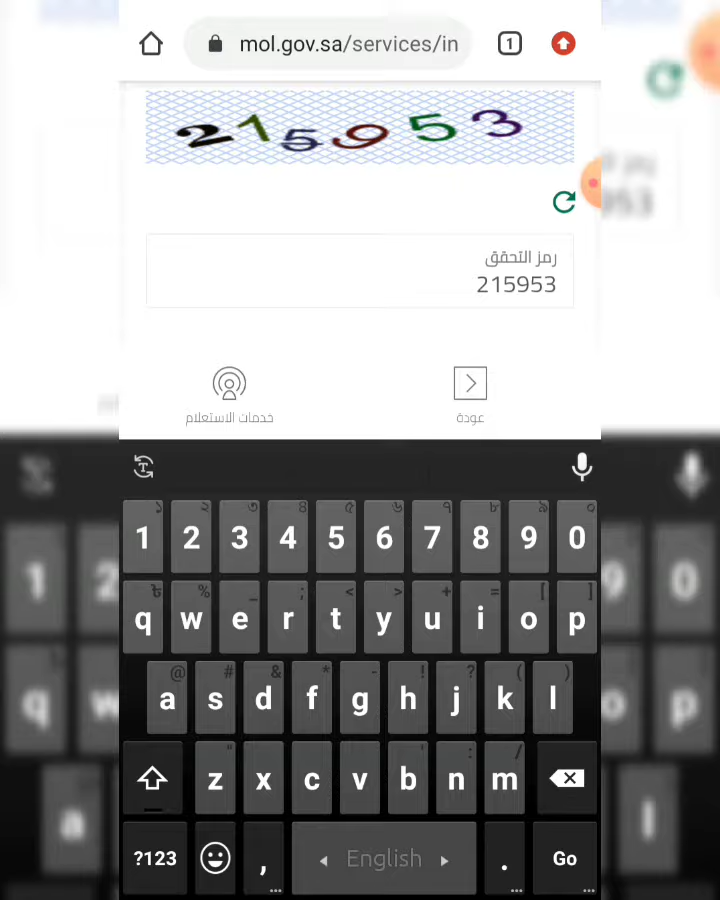 mol.gov.sa/services/in
1
215953
رمز التحقق
215953
عودة
خدمات الاستعلام
1 2 3 4 5 6 7 8 9 0
q w e r t y u i o p
a s d f g h j k l
z x c v b n m
?123 , English . Go